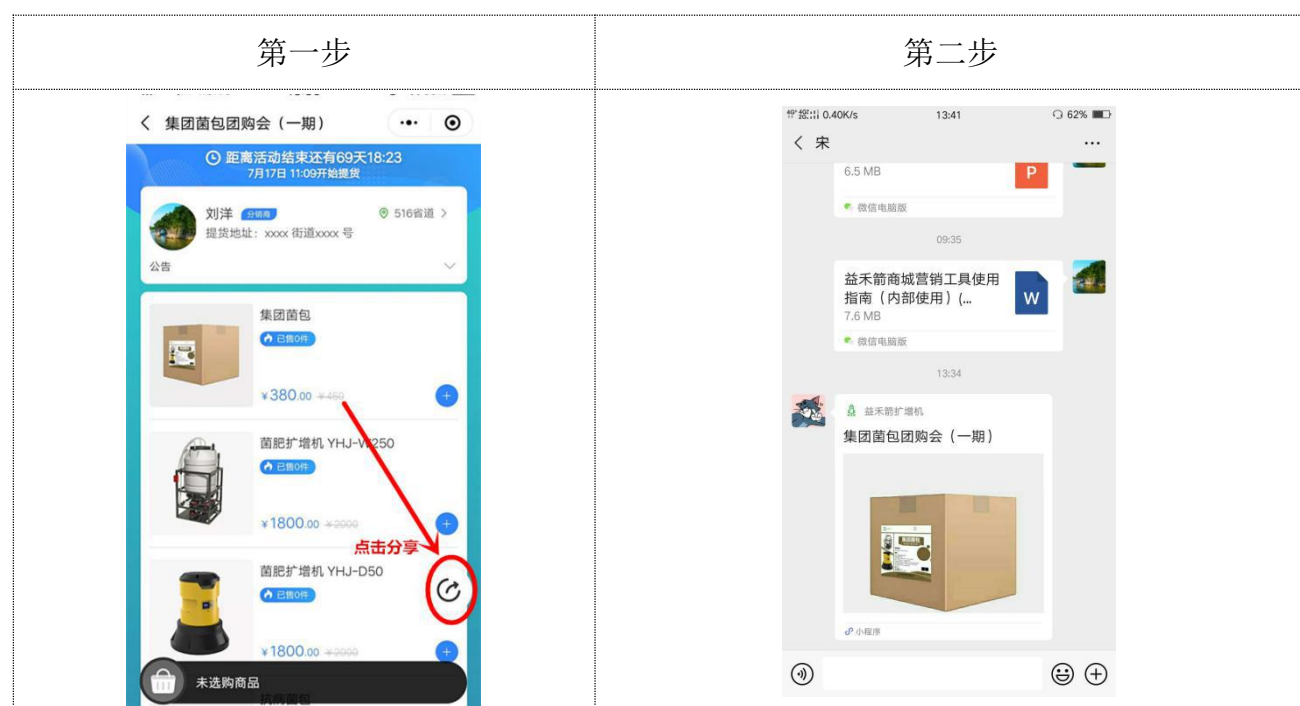 第一步
第二步
集团菌包团购会（一期）
距离活动结束还有69天18:23
7月17日 11:09开始提货
刘洋 分销商
516省道
提货地址：xxxx 街道xxxx 号
公告
集团菌包
已售0件
¥380.00 ¥450
菌肥扩增机 YHJ-W250
已售0件
¥1800.00 ¥2000
点击分享
菌肥扩增机 YHJ-D50
已售0件
¥1800.00 ¥2000
未选购商品
抗病菌包
0.40K/s 13:41 62%
宋
6.5 MB
P
微信电脑版
09:35
益禾箭商城营销工具使用
指南（内部使用）(...
W
7.6 MB
微信电脑版
13:34
益禾箭扩增机
集团菌包团购会（一期）
集团菌包
小程序